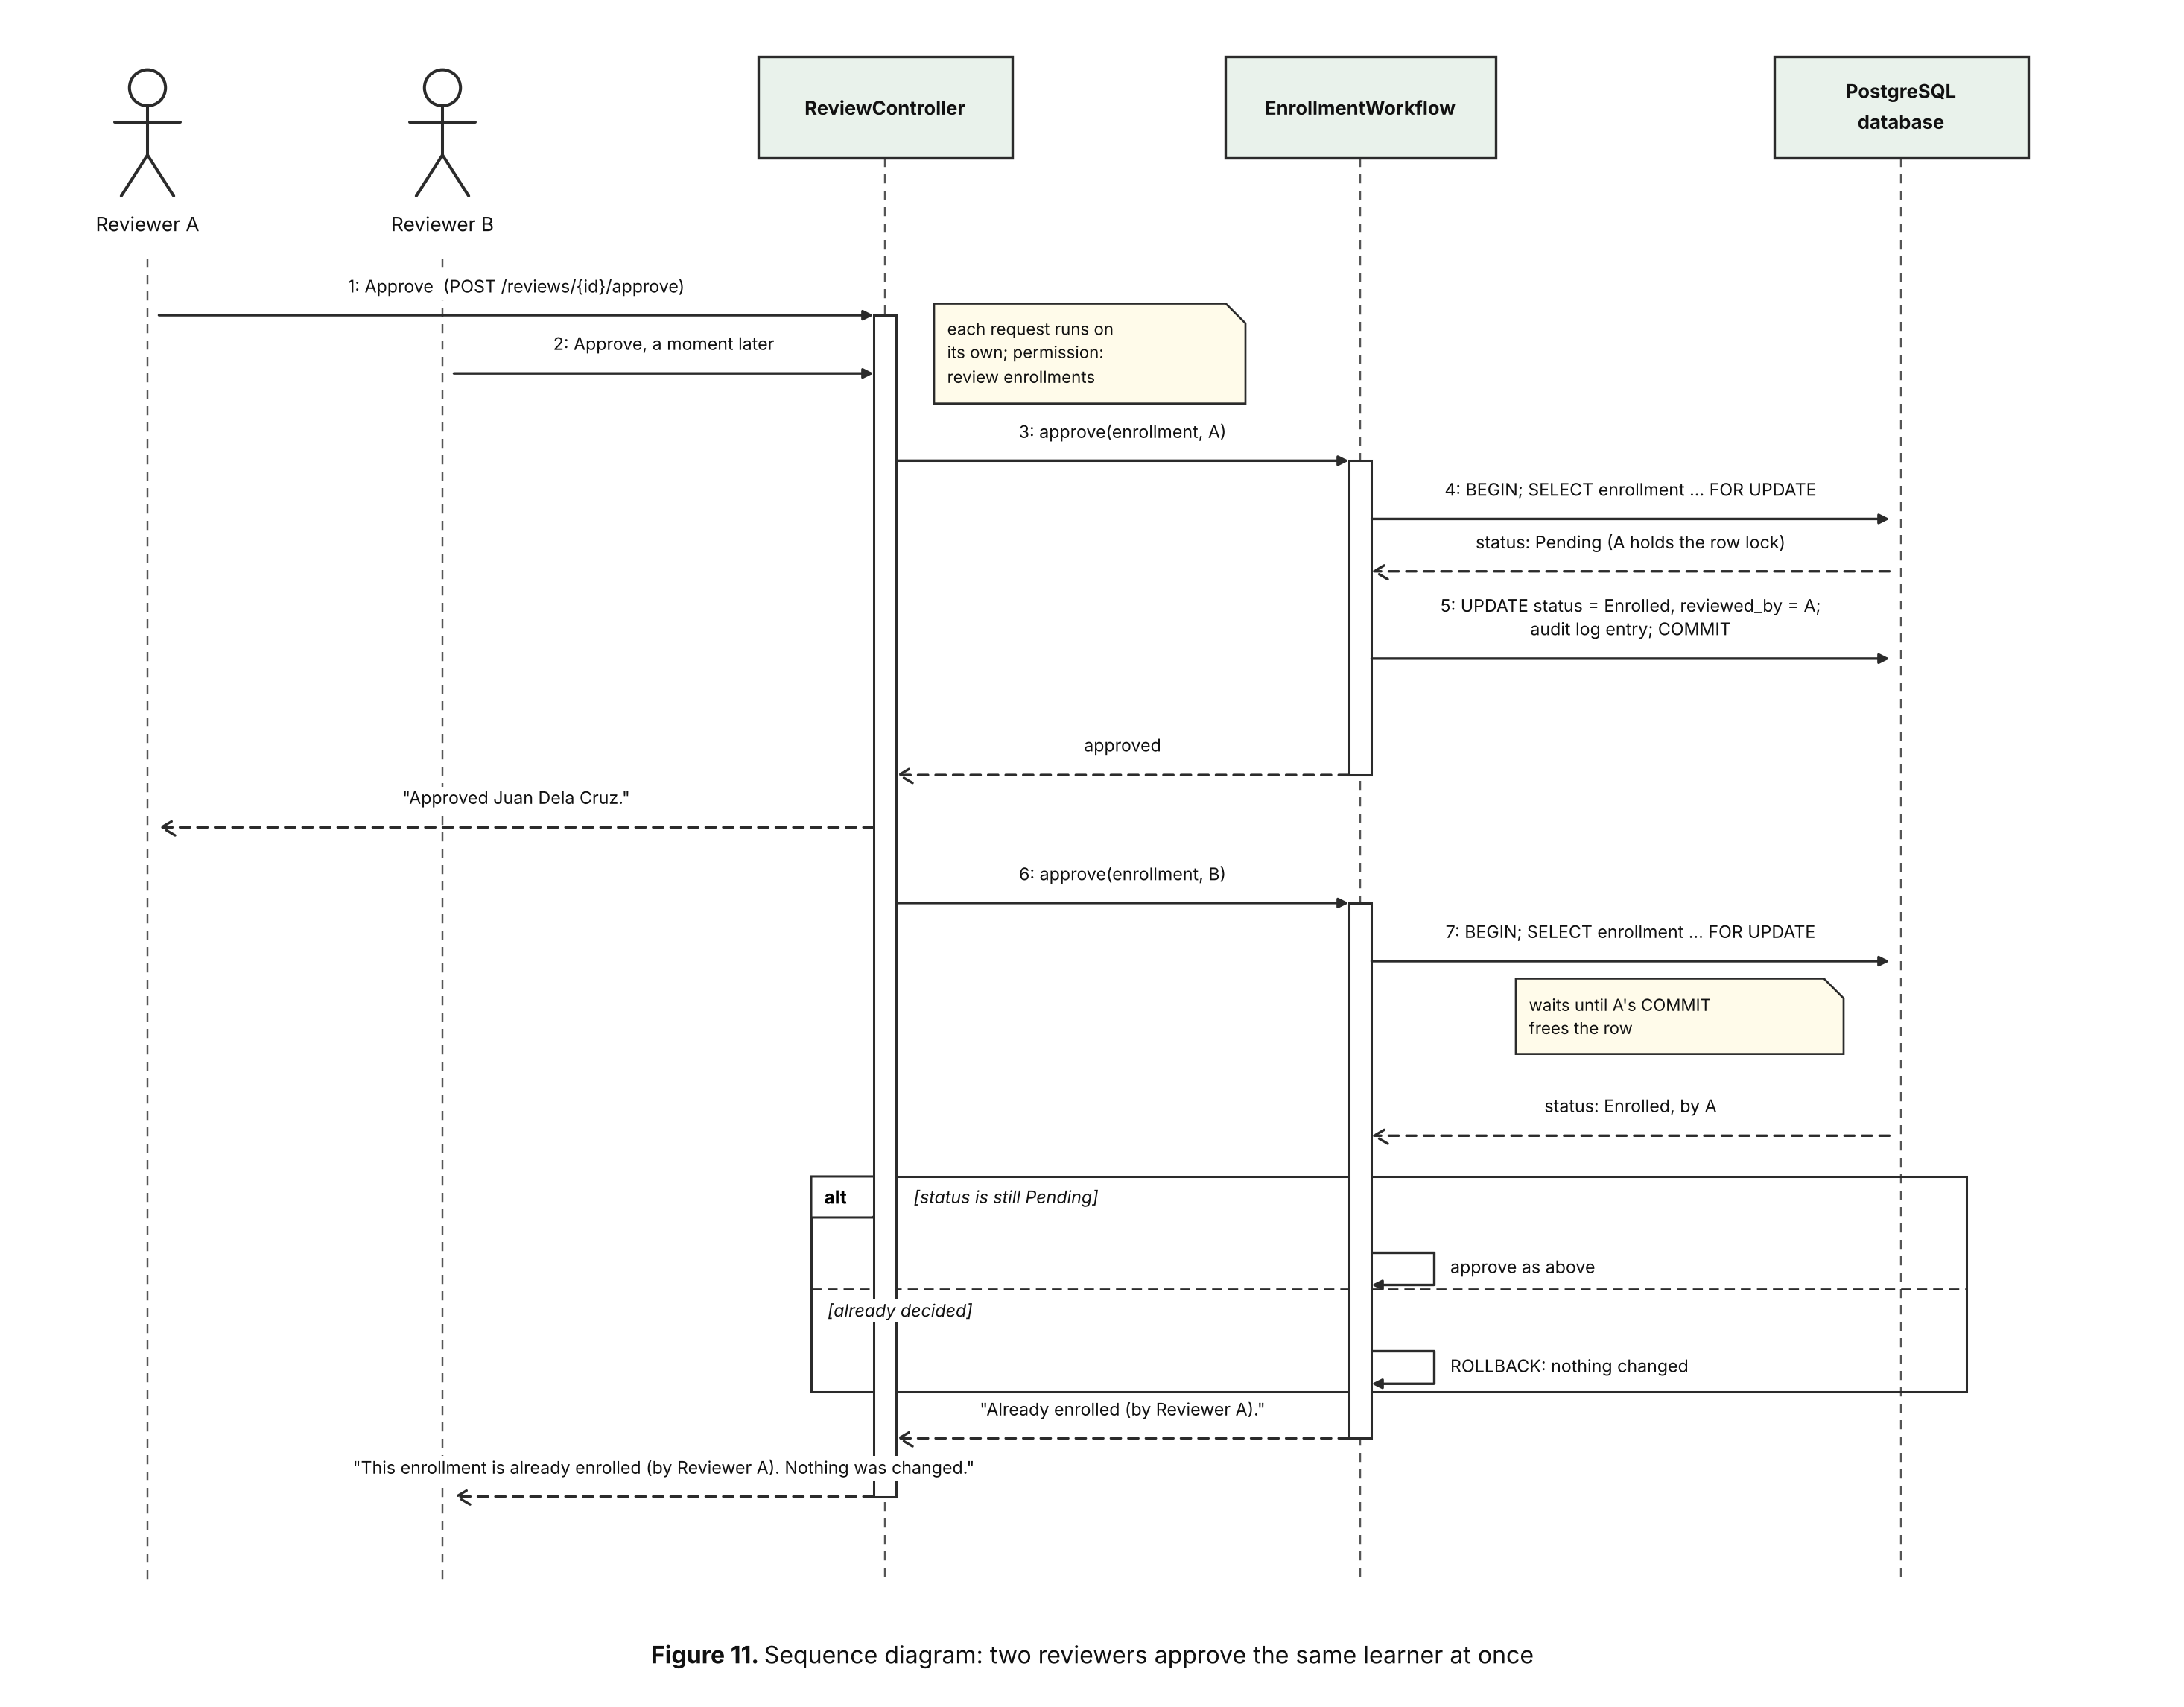 ReviewController
EnrollmentWorkflow
PostgreSQL
database
Reviewer A
Reviewer B
1: Approve (POST /reviews/{id}/approve)
2: Approve, a moment later
each request runs on
its own; permission:
review enrollments
3: approve(enrollment, A)
4: BEGIN; SELECT enrollment ... FOR UPDATE
status: Pending (A holds the row lock)
5: UPDATE status = Enrolled, reviewed_by = A;
audit log entry; COMMIT
approved
"Approved Juan Dela Cruz."
6: approve(enrollment, B)
7: BEGIN; SELECT enrollment ... FOR UPDATE
waits until A's COMMIT
frees the row
status: Enrolled, by A
alt
[status is still Pending]
approve as above
[already decided]
ROLLBACK: nothing changed
"Already enrolled (by Reviewer A)."
"This enrollment is already enrolled (by Reviewer A). Nothing was changed."
Figure 11. Sequence diagram: two reviewers approve the same learner at once